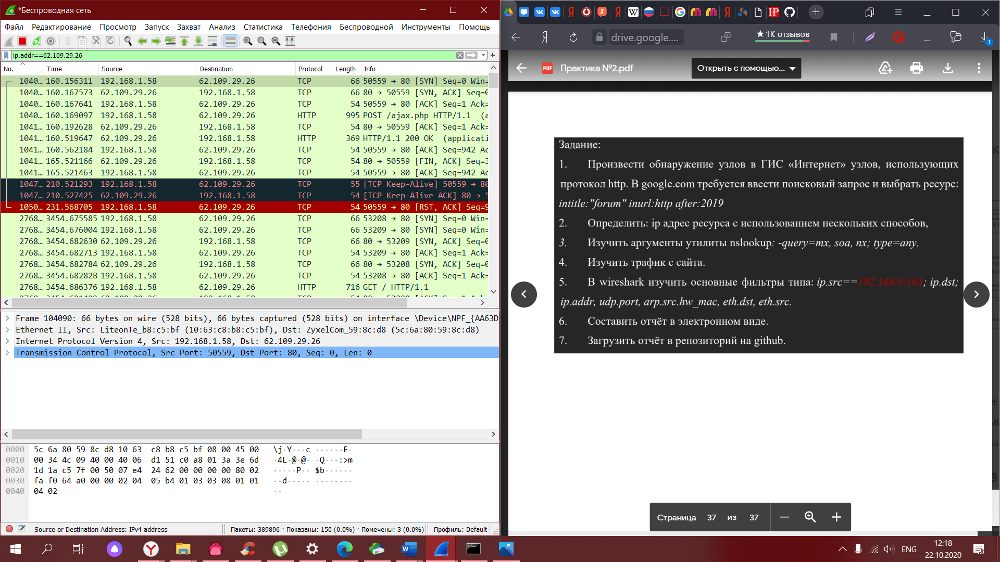 *Беспроводная сеть
Файл Редактирование Просмотр Запуск Захват Анализ Статистика Телефония Беспроводной Инструменты Помощь
ip.addr==62.109.29.26
No. Time Source Destination Protocol Length Info
1040… 160.156311 192.168.1.58 62.109.29.26 TCP 66 50559 → 80 [SYN] Seq=0 Win=
1040… 160.167573 62.109.29.26 192.168.1.58 TCP 66 80 → 50559 [SYN, ACK] Seq=0
1040… 160.167641 192.168.1.58 62.109.29.26 TCP 54 50559 → 80 [ACK] Seq=1 Ack=
1040… 160.169097 192.168.1.58 62.109.29.26 HTTP 995 POST /ajax.php HTTP/1.1 (a
1041… 160.192628 62.109.29.26 192.168.1.58 TCP 54 80 → 50559 [ACK] Seq=1 Ack=
1041… 160.519647 62.109.29.26 192.168.1.58 HTTP 369 HTTP/1.1 200 OK (applicati
1041… 160.562184 192.168.1.58 62.109.29.26 TCP 54 50559 → 80 [ACK] Seq=942 Ac
1041… 165.521166 62.109.29.26 192.168.1.58 TCP 54 80 → 50559 [FIN, ACK] Seq=3
1041… 165.521463 192.168.1.58 62.109.29.26 TCP 54 50559 → 80 [ACK] Seq=942 Ac
1047… 210.521293 192.168.1.58 62.109.29.26 TCP 55 [TCP Keep-Alive] 50559 → 80
1047… 210.527425 62.109.29.26 192.168.1.58 TCP 54 [TCP Keep-Alive ACK] 80 → 5
1050… 231.568705 192.168.1.58 62.109.29.26 TCP 54 50559 → 80 [RST, ACK] Seq=9
2768… 3454.675585 192.168.1.58 62.109.29.26 TCP 66 53208 → 80 [SYN] Seq=0 Win=
2768… 3454.676004 192.168.1.58 62.109.29.26 TCP 66 53209 → 80 [SYN] Seq=0 Win=
2768… 3454.682630 62.109.29.26 192.168.1.58 TCP 66 80 → 53209 [SYN, ACK] Seq=0
2768… 3454.682713 192.168.1.58 62.109.29.26 TCP 54 53209 → 80 [ACK] Seq=1 Ack=
2768… 3454.682784 62.109.29.26 192.168.1.58 TCP 66 80 → 53208 [SYN, ACK] Seq=0
2768… 3454.682828 192.168.1.58 62.109.29.26 TCP 54 53208 → 80 [ACK] Seq=1 Ack=
2768… 3454.686376 192.168.1.58 62.109.29.26 HTTP 716 GET / HTTP/1.1
Frame 104090: 66 bytes on wire (528 bits), 66 bytes captured (528 bits) on interface \Device\NPF_{AA63D
Ethernet II, Src: LiteonTe_b8:c5:bf (10:63:c8:b8:c5:bf), Dst: ZyxelCom_59:8c:d8 (5c:6a:80:59:8c:d8)
Internet Protocol Version 4, Src: 192.168.1.58, Dst: 62.109.29.26
Transmission Control Protocol, Src Port: 50559, Dst Port: 80, Seq: 0, Len: 0
0000 5c 6a 80 59 8c d8 10 63 c8 b8 c5 bf 08 00 45 00 \j·Y···c ······E·
0010 00 34 4c 09 40 00 40 06 d1 51 c0 a8 01 3a 3e 6d ·4L·@·@· ·Q···:>m
0020 1d 1a c5 7f 00 50 07 e4 24 62 00 00 00 00 80 02 ·····P·· $b······
0030 fa f0 64 a0 00 00 02 04 05 b4 01 03 03 08 01 01 ··d····· ········
0040 04 02 ··
Source or Destination Address: IPv4 address Пакеты: 389896 · Показаны: 150 (0.0%) · Помечены: 3 (0.0%) Профиль: Default
drive.google....
★ 1K отзывов
PDF Практика №2.pdf Открыть с помощью...
Задание:
1. Произвести обнаружение узлов в ГИС «Интернет» узлов, использующих
протокол http. В google.com требуется ввести поисковый запрос и выбрать ресурс:
intitle:"forum" inurl:http after:2019
2. Определить: ip адрес ресурса с использованием нескольких способов,
3. Изучить аргументы утилиты nslookup: -query=mx, soa, nx; type=any.
4. Изучить трафик с сайта.
5. В wireshark изучить основные фильтры типа: ip.src==192.168.0.163; ip.dst;
ip.addr, udp.port, arp.src.hw_mac, eth.dst, eth.src.
6. Составить отчёт в электронном виде.
7. Загрузить отчёт в репозиторий на github.
Страница 37 из 37
ENG
12:18
22.10.2020